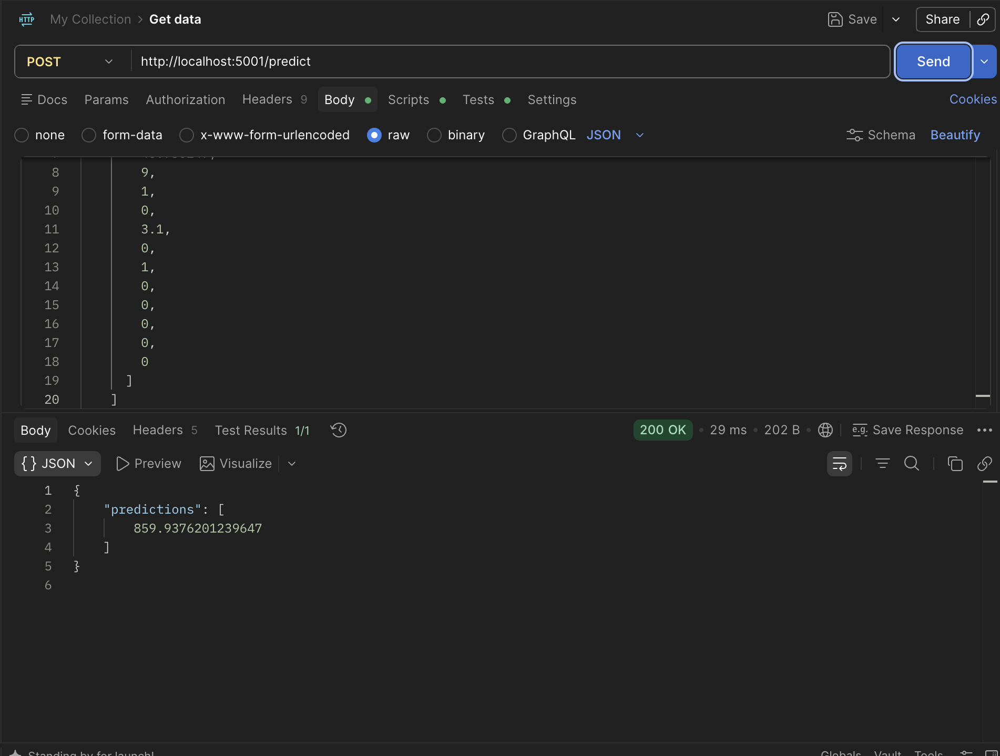 HTTP My Collection > Get data Save Share
POST http://localhost:5001/predict Send
Docs Params Authorization Headers 9 Body Scripts Tests Settings Cookies
none form-data x-www-form-urlencoded raw binary GraphQL JSON Schema Beautify
8 9,
9 1,
10 0,
11 3.1,
12 0,
13 1,
14 0,
15 0,
16 0,
17 0,
18 0
19 ]
20 ]
Body Cookies Headers 5 Test Results 1/1 200 OK • 29 ms • 202 B • e.g. Save Response
{} JSON Preview Visualize
1 {
2 "predictions": [
3 859.9376201239647
4 ]
5 }
6
Standing by for launch! Globals Vault Tools